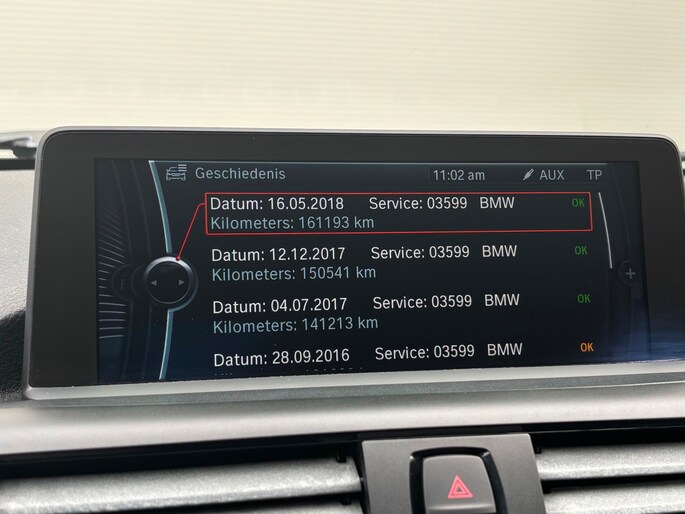 Geschiedenis 11:02 am AUX TP
Datum: 16.05.2018 Service: 03599 BMW OK
Kilometers: 161193 km
Datum: 12.12.2017 Service: 03599 BMW OK
Kilometers: 150541 km
Datum: 04.07.2017 Service: 03599 BMW OK
Kilometers: 141213 km
Datum: 28.09.2016 Service: 03599 BMW OK